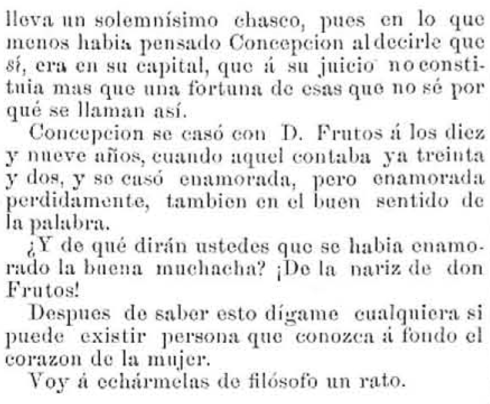 lleva un solemnísimo chasco, pues en lo que
menos habia pensado Concepcion al decirle que
sí, era en su capital, que á su juicio no consti-
tuia mas que una fortuna de esas que no sé por
qué se llaman así.
Concepcion se casó con D. Frutos á los diez
y nueve años, cuando aquel contaba ya treinta
y dos, y se casó enamorada, pero enamorada
perdidamente, tambien en el buen sentido de
la palabra.
¿Y de qué dirán ustedes que se habia enamo-
rado la buena muchacha? ¡De la nariz de don
Frutos!
Despues de saber esto dígame cualquiera si
puede existir persona que conozca á fondo el
corazon de la mujer.
Voy á echármelas de filósofo un rato.